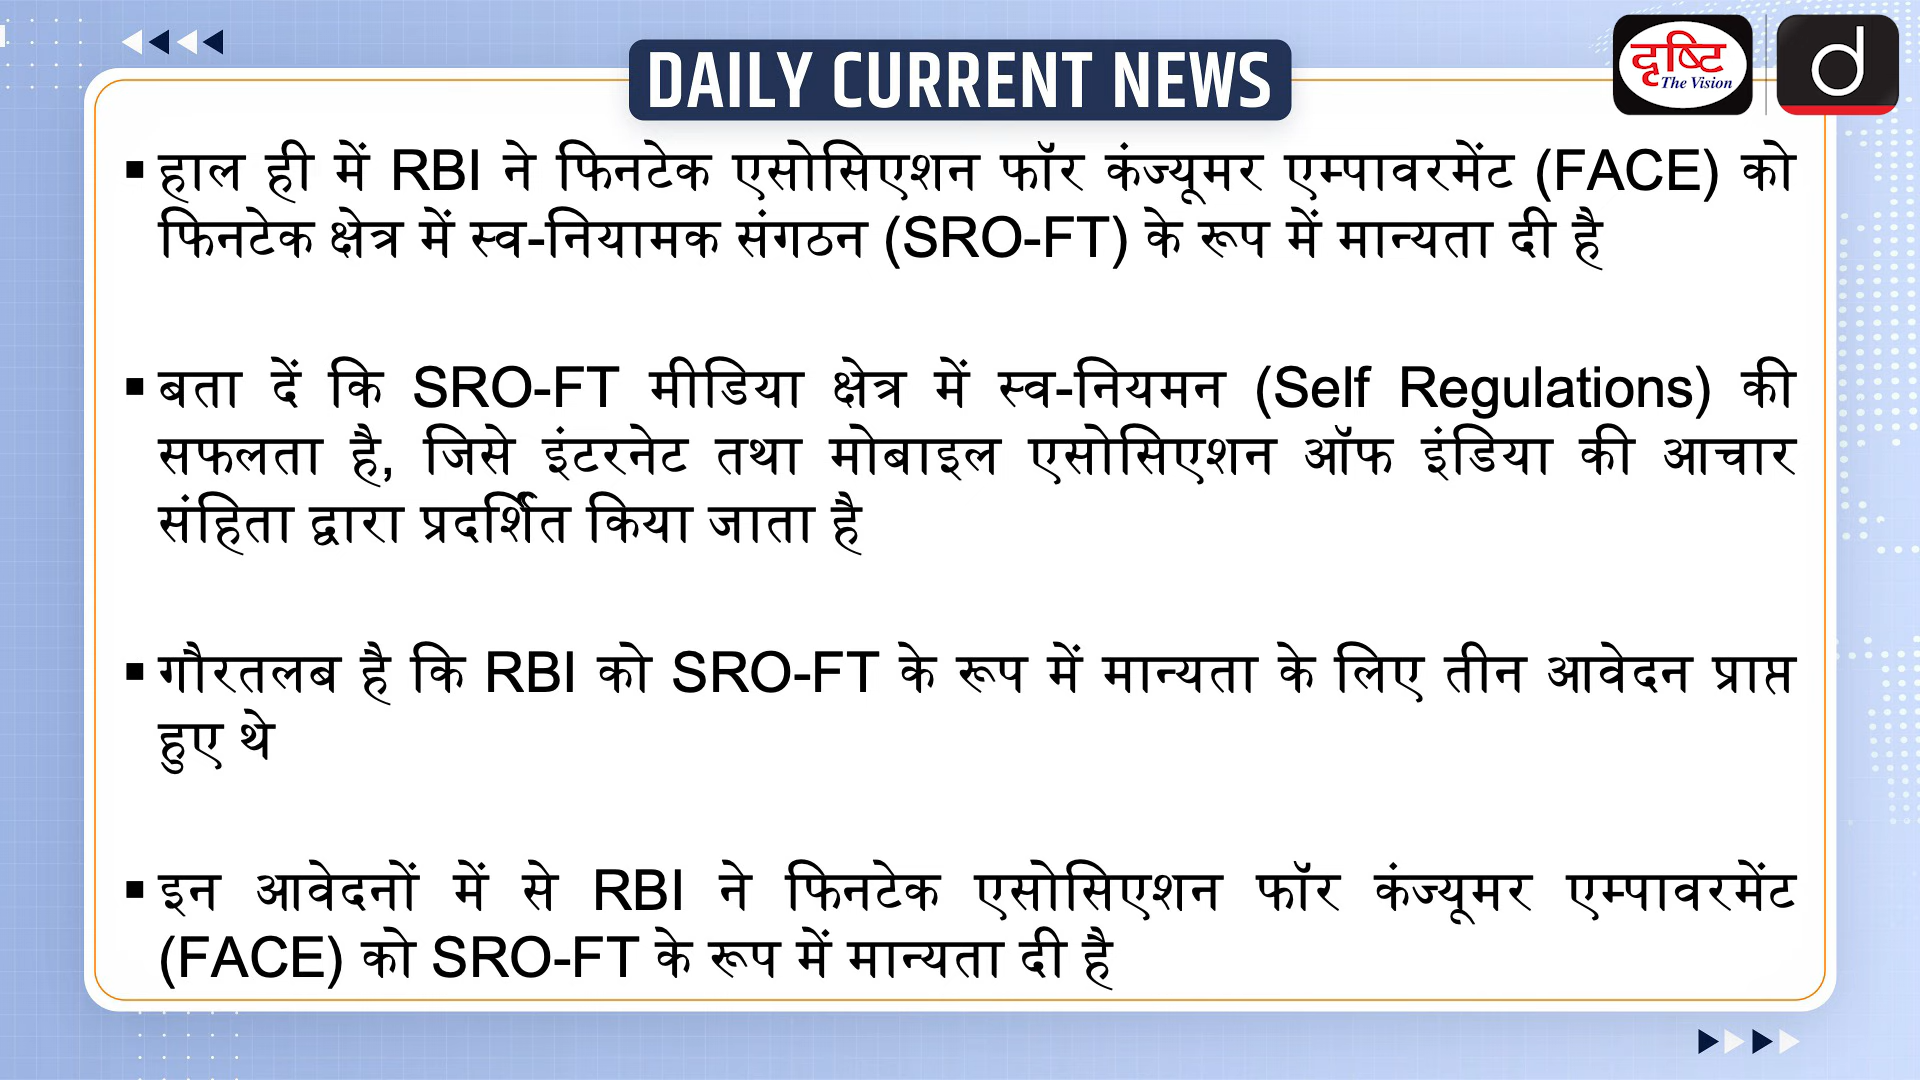 DAILY CURRENT NEWS
दृष्टि
The Vision
d
▪ हाल ही में RBI ने फिनटेक एसोसिएशन फॉर कंज्यूमर एम्पावरमेंट (FACE) को
फिनटेक क्षेत्र में स्व-नियामक संगठन (SRO-FT) के रूप में मान्यता दी है
▪ बता दें कि SRO-FT मीडिया क्षेत्र में स्व-नियमन (Self Regulations) की
सफलता है, जिसे इंटरनेट तथा मोबाइल एसोसिएशन ऑफ इंडिया की आचार
संहिता द्वारा प्रदर्शित किया जाता है
▪ गौरतलब है कि RBI को SRO-FT के रूप में मान्यता के लिए तीन आवेदन प्राप्त
हुए थे
▪ इन आवेदनों में से RBI ने फिनटेक एसोसिएशन फॉर कंज्यूमर एम्पावरमेंट
(FACE) को SRO-FT के रूप में मान्यता दी है